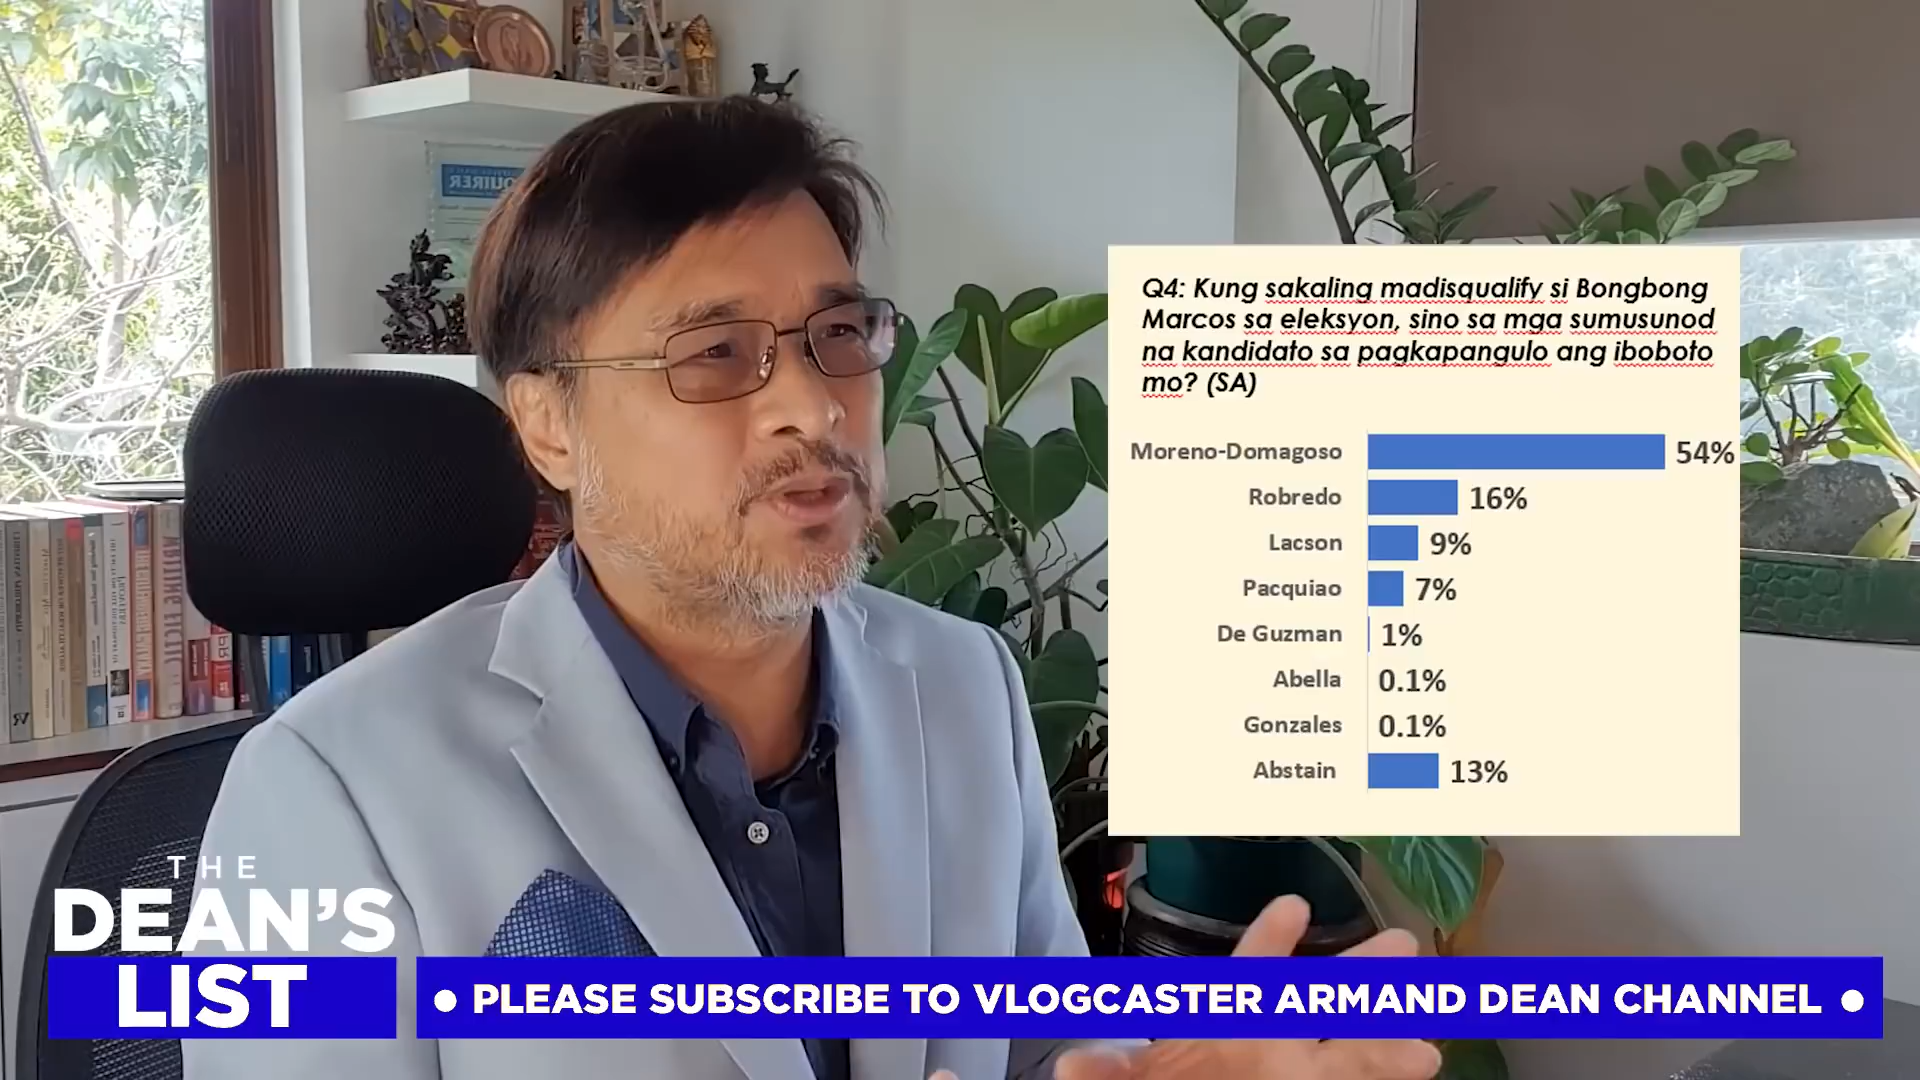 Q4: Kung sakaling madisqualify si Bongbong
Marcos sa eleksyon, sino sa mga sumusunod
na kandidato sa pagkapangulo ang iboboto
mo? (SA)
Moreno-Domagoso 54%
Robredo 16%
Lacson 9%
Pacquiao 7%
De Guzman 1%
Abella 0.1%
Gonzales 0.1%
Abstain 13%
THE
DEAN'S
LIST
• PLEASE SUBSCRIBE TO VLOGCASTER ARMAND DEAN CHANNEL •
QUIRER